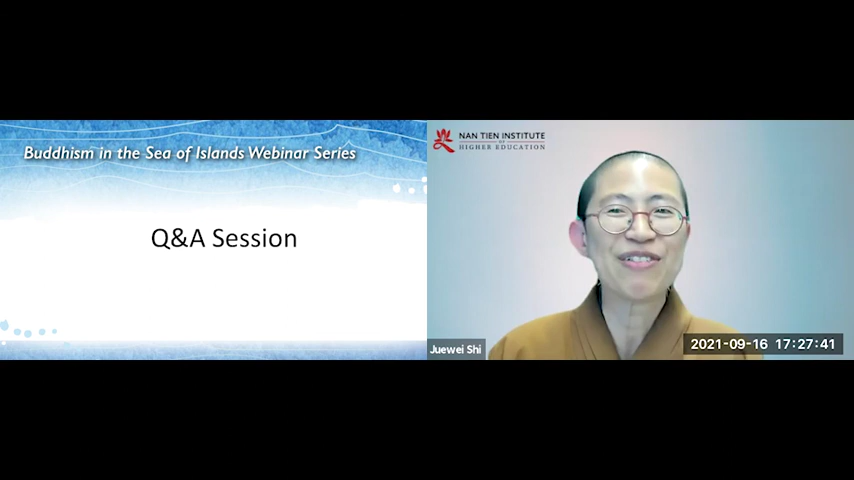 Buddhism in the Sea of Islands Webinar Series
Q&A Session
NAN TIEN INSTITUTE
OF
HIGHER EDUCATION
Juewei Shi
2021-09-16 17:27:41